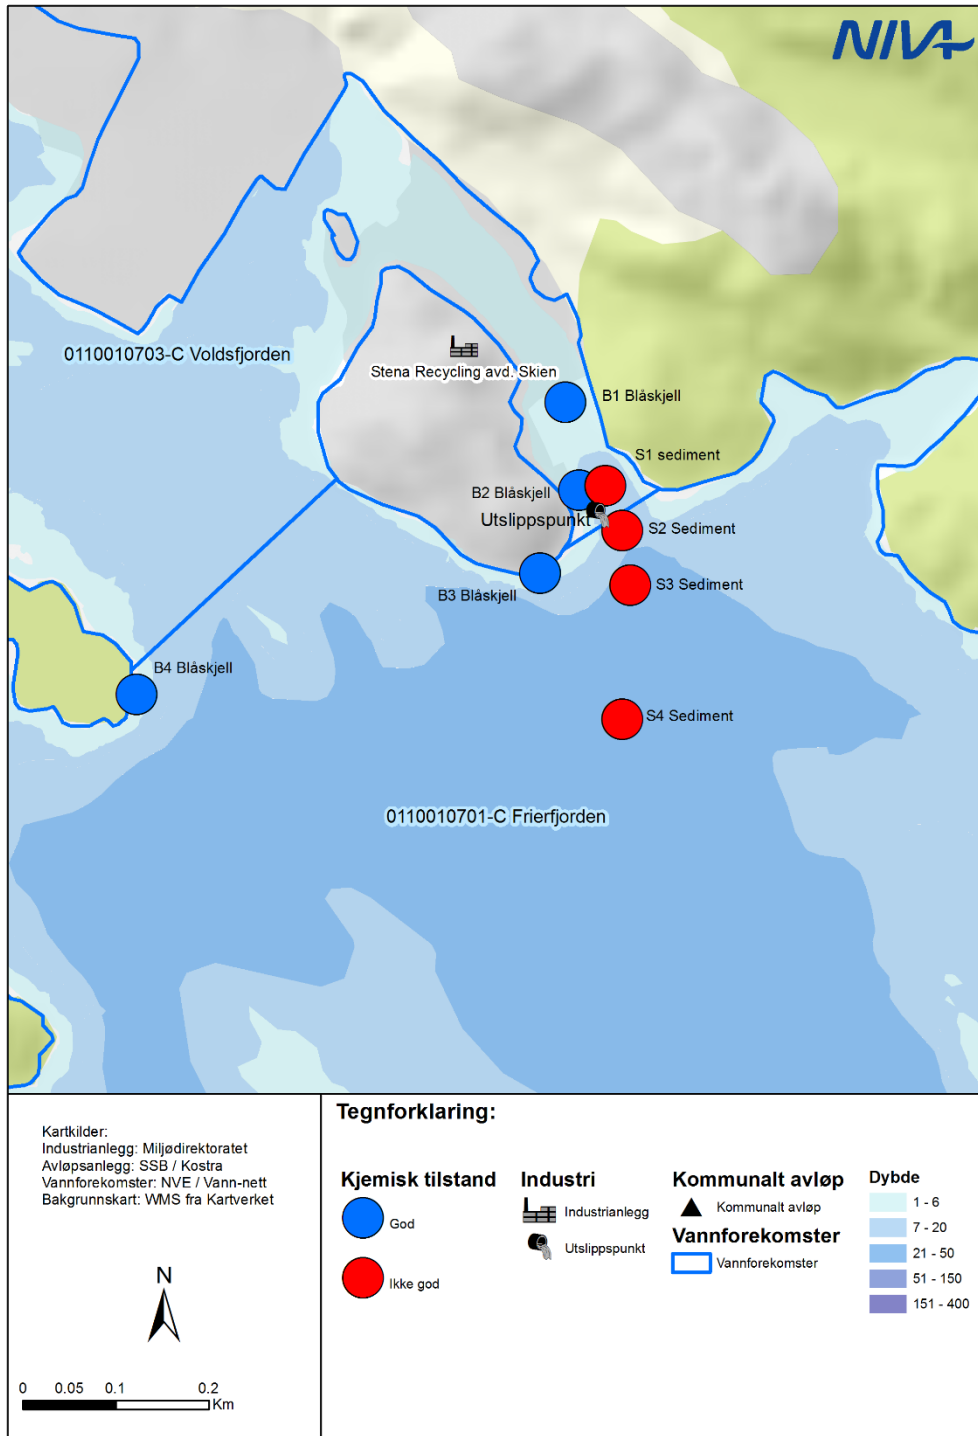 NIVA
0110010703-C Voldsfjorden
Stena Recycling avd. Skien
B1 Blåskjell
S1 sediment
B2 Blåskjell
Utslippspunkt
S2 Sediment
S3 Sediment
B3 Blåskjell
B4 Blåskjell
S4 Sediment
0110010701-C Frierfjorden
Kartkilder:
Industrianlegg: Miljødirektoratet
Avløpsanlegg: SSB / Kostra
Vannforekomster: NVE / Vann-nett
Bakgrunnskart: WMS fra Kartverket
N
0 0.05 0.1 0.2
Km
Tegnforklaring:
Kjemisk tilstand
God
Ikke god
Industri
Industrianlegg
Utslippspunkt
Kommunalt avløp
Kommunalt avløp
Vannforekomster
Vannforekomster
Dybde
1 - 6
7 - 20
21 - 50
51 - 150
151 - 400